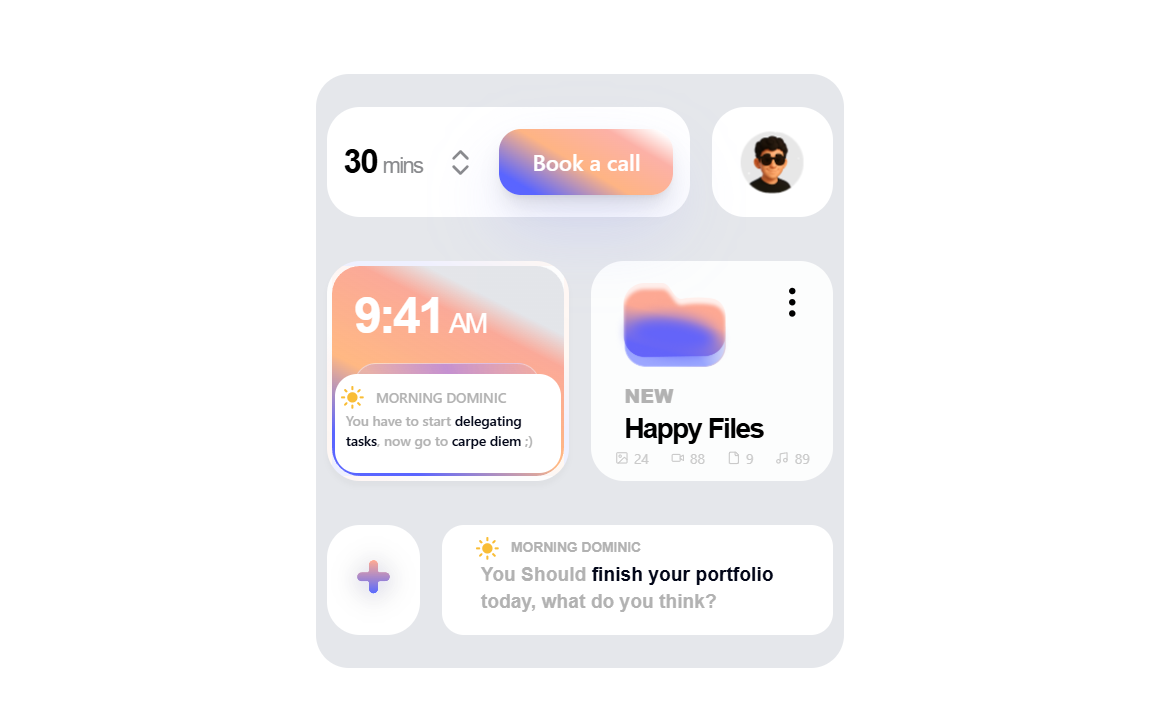 30 mins
Book a call
9:41 AM
MORNING DOMINIC
You have to start delegating
tasks, now go to carpe diem ;)
NEW
Happy Files
24 88 9 89
MORNING DOMINIC
You Should finish your portfolio
today, what do you think?